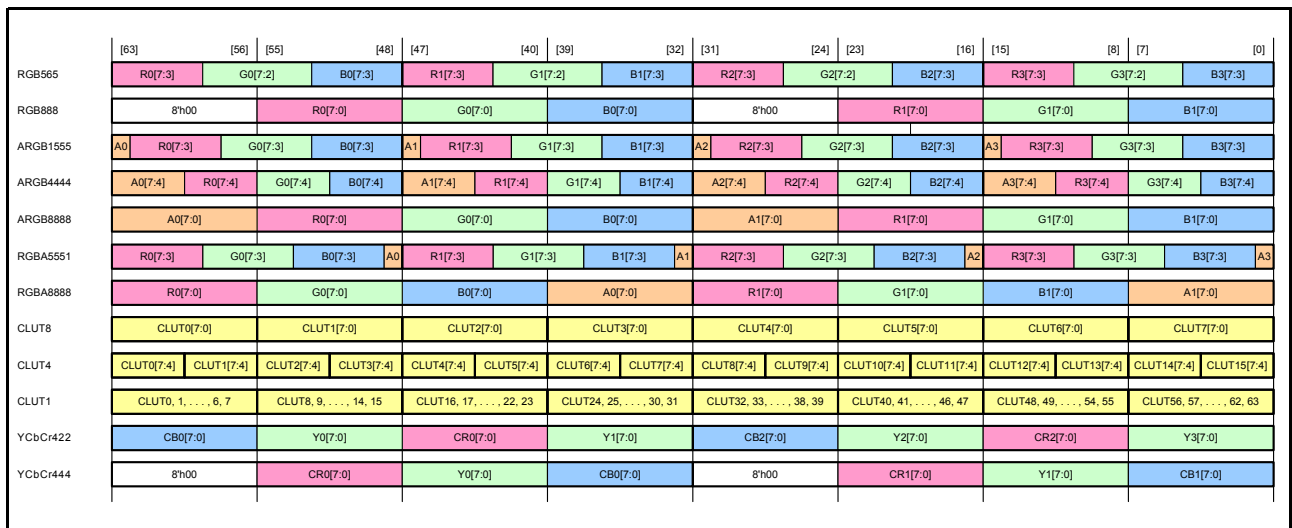 [63] [56] [55] [48] [47] [40] [39] [32] [31] [24] [23] [16] [15] [8] [7] [0]
RGB565 R0[7:3] G0[7:2] B0[7:3] R1[7:3] G1[7:2] B1[7:3] R2[7:3] G2[7:2] B2[7:3] R3[7:3] G3[7:2] B3[7:3]
RGB888 8'h00 R0[7:0] G0[7:0] B0[7:0] 8'h00 R1[7:0] G1[7:0] B1[7:0]
ARGB1555 A0 R0[7:3] G0[7:3] B0[7:3] A1 R1[7:3] G1[7:3] B1[7:3] A2 R2[7:3] G2[7:3] B2[7:3] A3 R3[7:3] G3[7:3] B3[7:3]
ARGB4444 A0[7:4] R0[7:4] G0[7:4] B0[7:4] A1[7:4] R1[7:4] G1[7:4] B1[7:4] A2[7:4] R2[7:4] G2[7:4] B2[7:4] A3[7:4] R3[7:4] G3[7:4] B3[7:4]
ARGB8888 A0[7:0] R0[7:0] G0[7:0] B0[7:0] A1[7:0] R1[7:0] G1[7:0] B1[7:0]
RGBA5551 R0[7:3] G0[7:3] B0[7:3] A0 R1[7:3] G1[7:3] B1[7:3] A1 R2[7:3] G2[7:3] B2[7:3] A2 R3[7:3] G3[7:3] B3[7:3] A3
RGBA8888 R0[7:0] G0[7:0] B0[7:0] A0[7:0] R1[7:0] G1[7:0] B1[7:0] A1[7:0]
CLUT8 CLUT0[7:0] CLUT1[7:0] CLUT2[7:0] CLUT3[7:0] CLUT4[7:0] CLUT5[7:0] CLUT6[7:0] CLUT7[7:0]
CLUT4 CLUT0[7:4] CLUT1[7:4] CLUT2[7:4] CLUT3[7:4] CLUT4[7:4] CLUT5[7:4] CLUT6[7:4] CLUT7[7:4] CLUT8[7:4] CLUT9[7:4] CLUT10[7:4] CLUT11[7:4] CLUT12[7:4] CLUT13[7:4] CLUT14[7:4] CLUT15[7:4]
CLUT1 CLUT0, 1, . . . , 6, 7 CLUT8, 9, . . . , 14, 15 CLUT16, 17, . . . , 22, 23 CLUT24, 25, . . . , 30, 31 CLUT32, 33, . . . , 38, 39 CLUT40, 41, . . . , 46, 47 CLUT48, 49, . . . , 54, 55 CLUT56, 57, . . . , 62, 63
YCbCr422 CB0[7:0] Y0[7:0] CR0[7:0] Y1[7:0] CB2[7:0] Y2[7:0] CR2[7:0] Y3[7:0]
YCbCr444 8'h00 CR0[7:0] Y0[7:0] CB0[7:0] 8'h00 CR1[7:0] Y1[7:0] CB1[7:0]